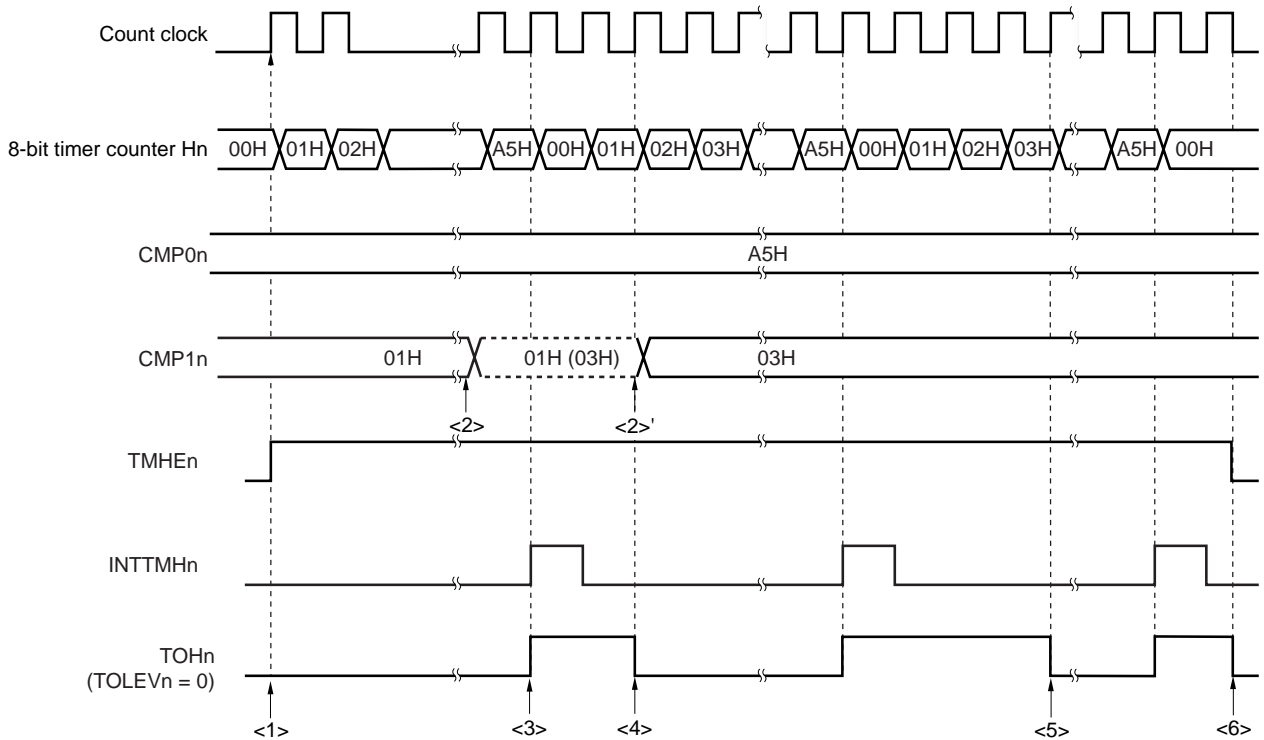 Count clock
8-bit timer counter Hn 00H 01H 02H A5H 00H 01H 02H 03H A5H 00H 01H 02H 03H A5H 00H
CMP0n A5H
CMP1n 01H 01H (03H) 03H
<2> <2>'
TMHEn
INTTMHn
TOHn
(TOLEVn = 0)
<1> <3> <4> <5> <6>